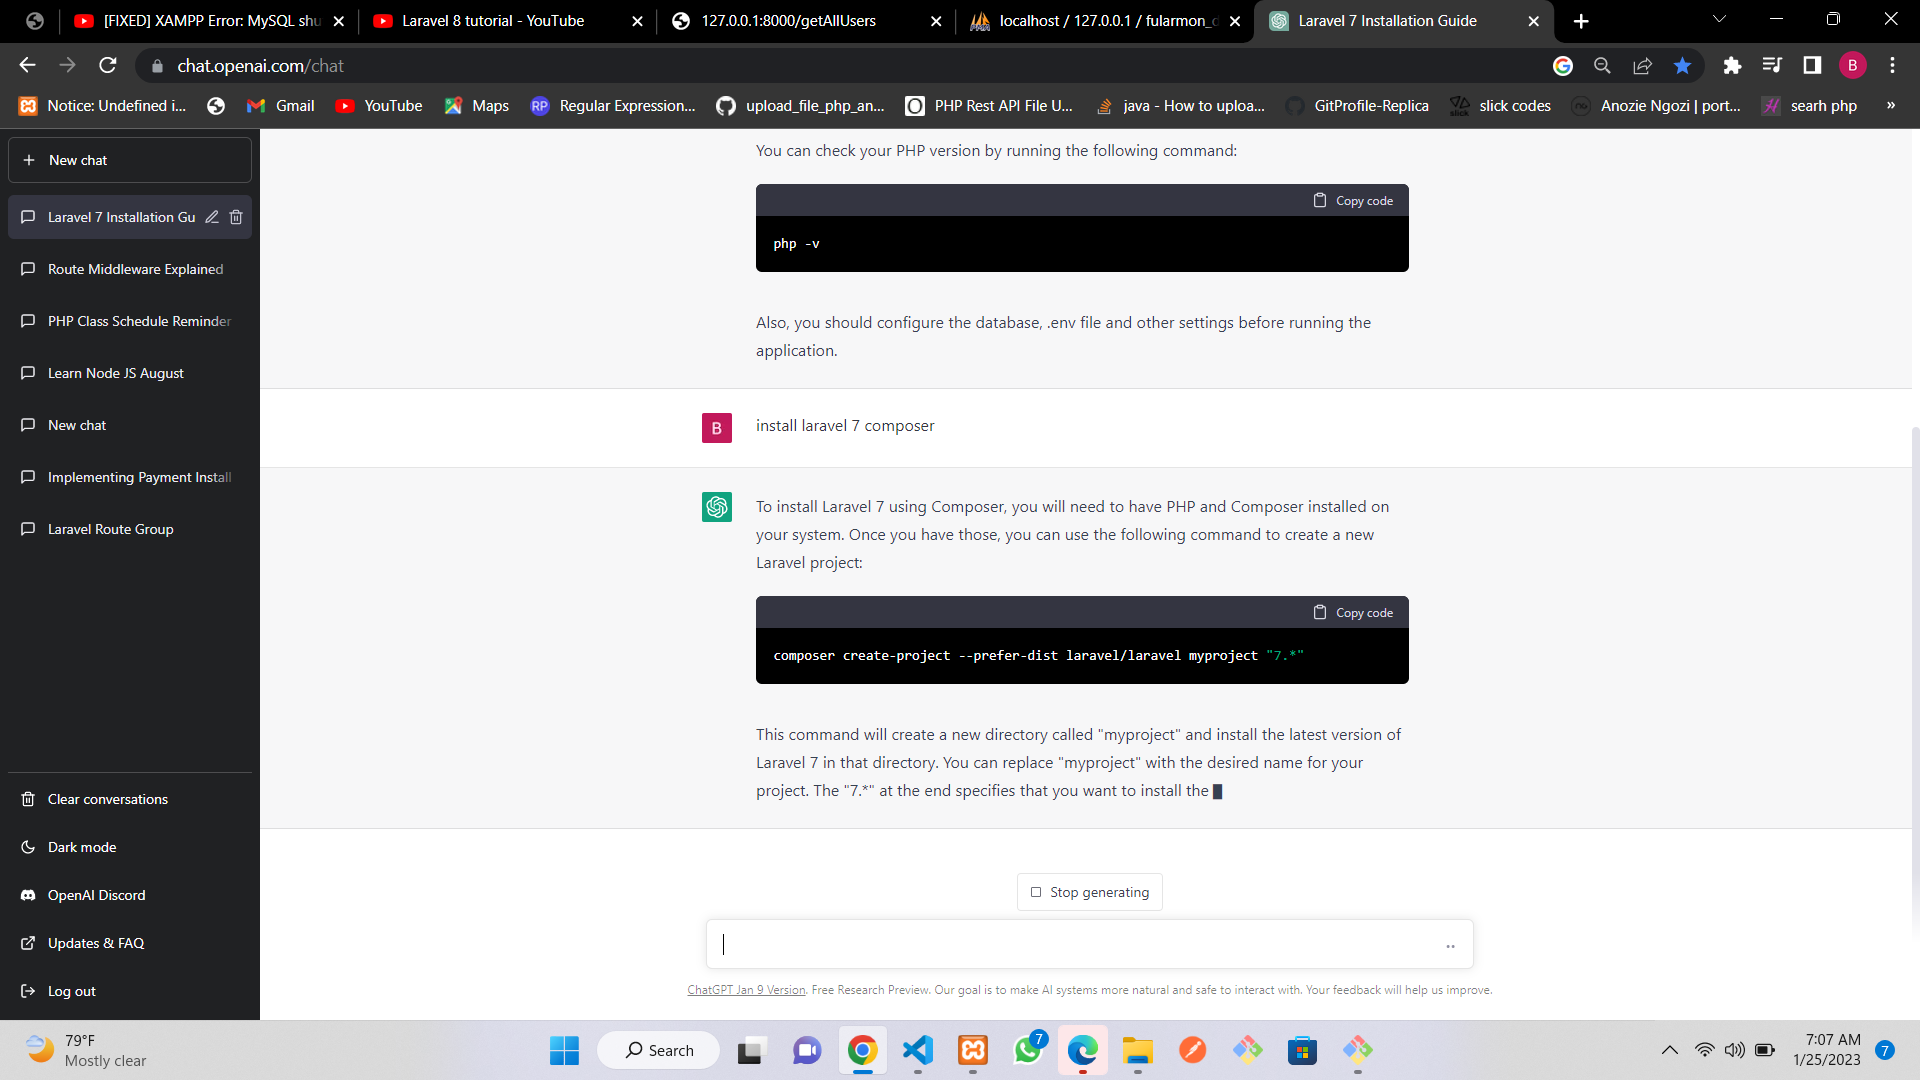 [FIXED] XAMPP Error: MySQL shu
Laravel 8 tutorial - YouTube
127.0.0.1:8000/getAllUsers
localhost / 127.0.0.1 / fularmon_
Laravel 7 Installation Guide
chat.openai.com/chat
B
Notice: Undefined i...
Gmail
YouTube
Maps
RP
Regular Expression...
upload_file_php_an...
PHP Rest API File U...
java - How to uploa...
GitProfile-Replica
slick codes
Anozie Ngozi | port...
searh php
»
New chat
Laravel 7 Installation Gu
Route Middleware Explained
PHP Class Schedule Reminder
Learn Node JS August
New chat
Implementing Payment Install
Laravel Route Group
Clear conversations
Dark mode
OpenAI Discord
Updates & FAQ
Log out
You can check your PHP version by running the following command:
Copy code
php -v
Also, you should configure the database, .env file and other settings before running the
application.
B
install laravel 7 composer
To install Laravel 7 using Composer, you will need to have PHP and Composer installed on
your system. Once you have those, you can use the following command to create a new
Laravel project:
Copy code
composer create-project --prefer-dist laravel/laravel myproject "7.*"
This command will create a new directory called "myproject" and install the latest version of
Laravel 7 in that directory. You can replace "myproject" with the desired name for your
project. The "7.*" at the end specifies that you want to install the
Stop generating
ChatGPT Jan 9 Version. Free Research Preview. Our goal is to make AI systems more natural and safe to interact with. Your feedback will help us improve.
79°F
Mostly clear
Search
7
7:07 AM
1/25/2023
7